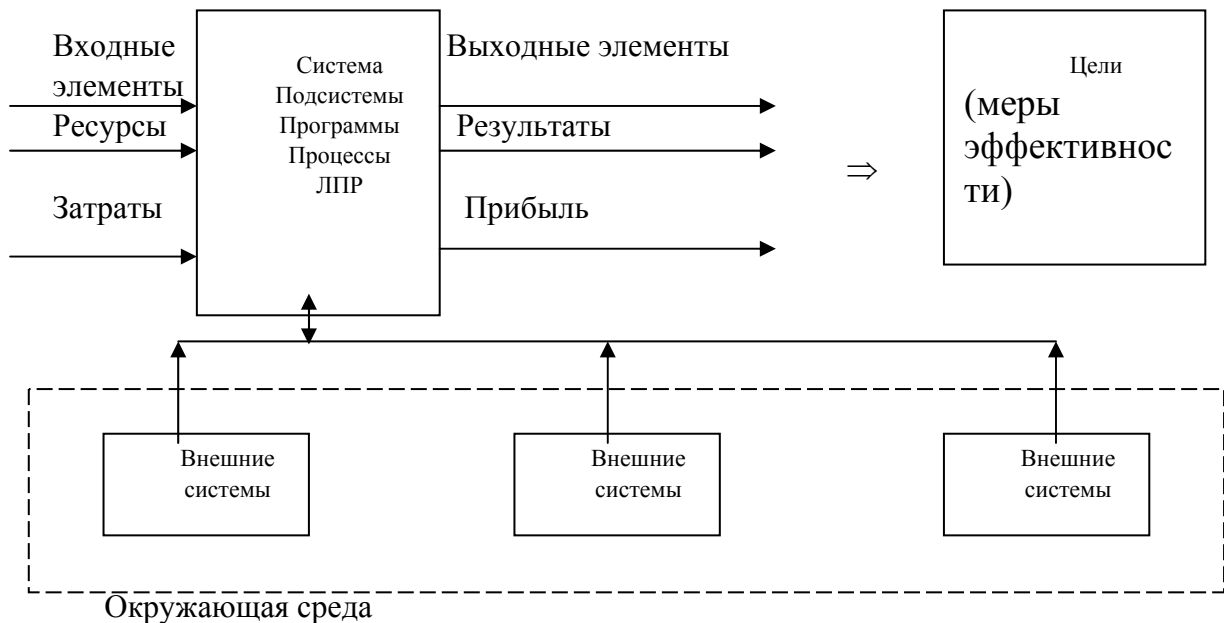 Входные
элементы
Ресурсы
Затраты
Система
Подсистемы
Программы
Процессы
ЛПР
Выходные элементы
Результаты
Прибыль
⇒
Цели
(меры
эффективнос
ти)
Внешние
системы
Внешние
системы
Внешние
системы
Окружающая среда